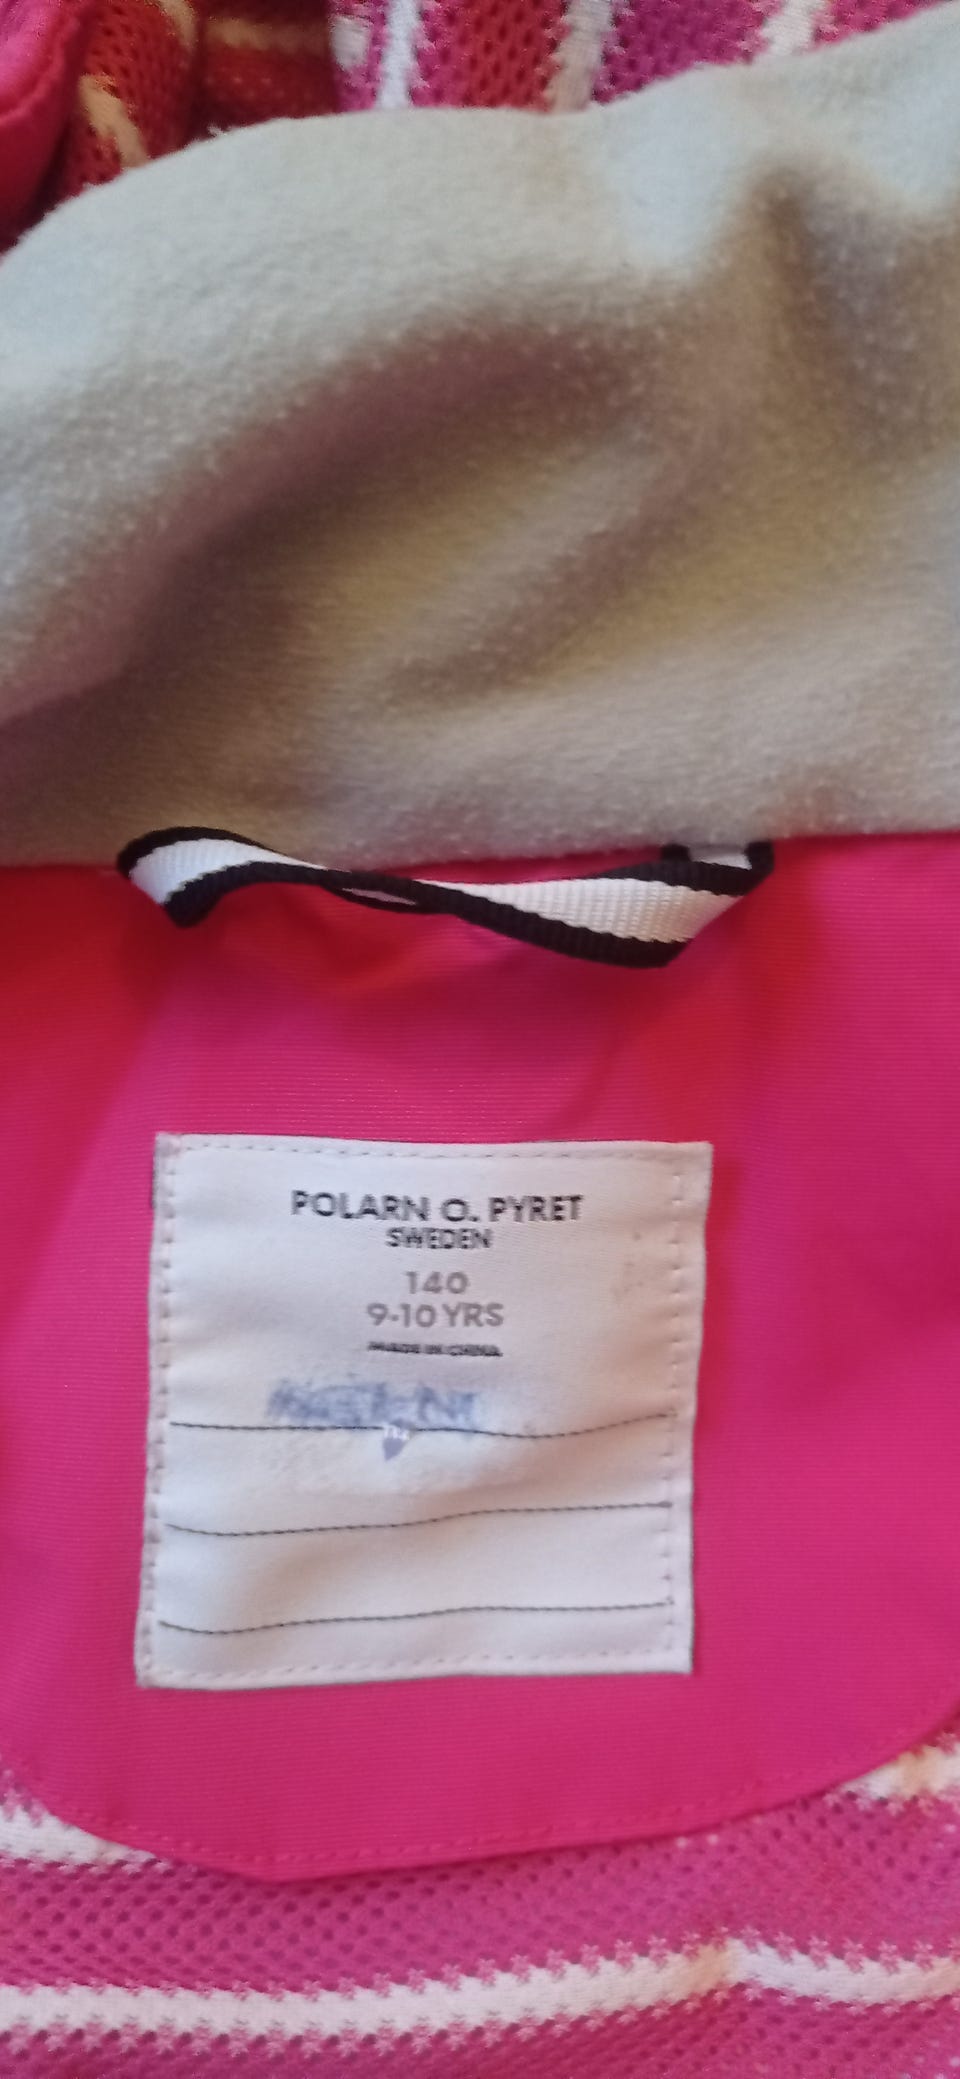 POLARN O. PYRET
SWEDEN
140
9-10 YRS
MADE IN CHINA